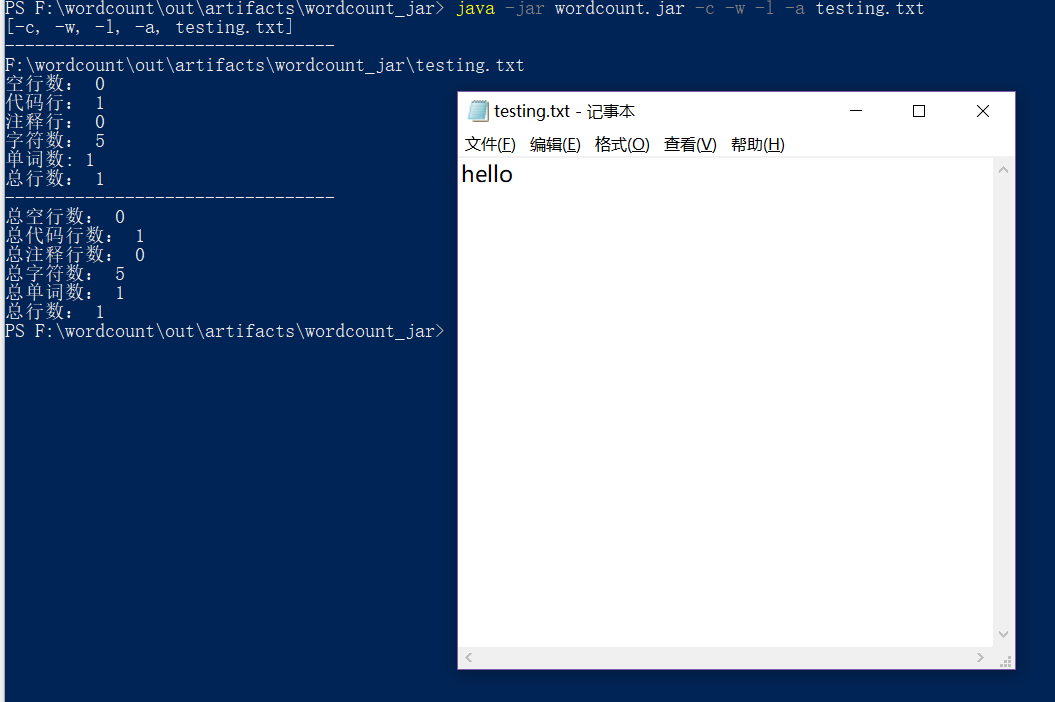 PS F:\wordcount\out\artifacts\wordcount_jar> java -jar wordcount.jar -c -w -l -a testing.txt
[-c, -w, -l, -a, testing.txt]
---------------------------------
F:\wordcount\out\artifacts\wordcount_jar\testing.txt
空行数： 0
代码行： 1
注释行： 0
字符数： 5
单词数: 1
总行数： 1
---------------------------------
总空行数： 0
总代码行数： 1
总注释行数： 0
总字符数： 5
总单词数： 1
总行数： 1
PS F:\wordcount\out\artifacts\wordcount_jar>
testing.txt - 记事本
文件(F) 编辑(E) 格式(O) 查看(V) 帮助(H)
hello